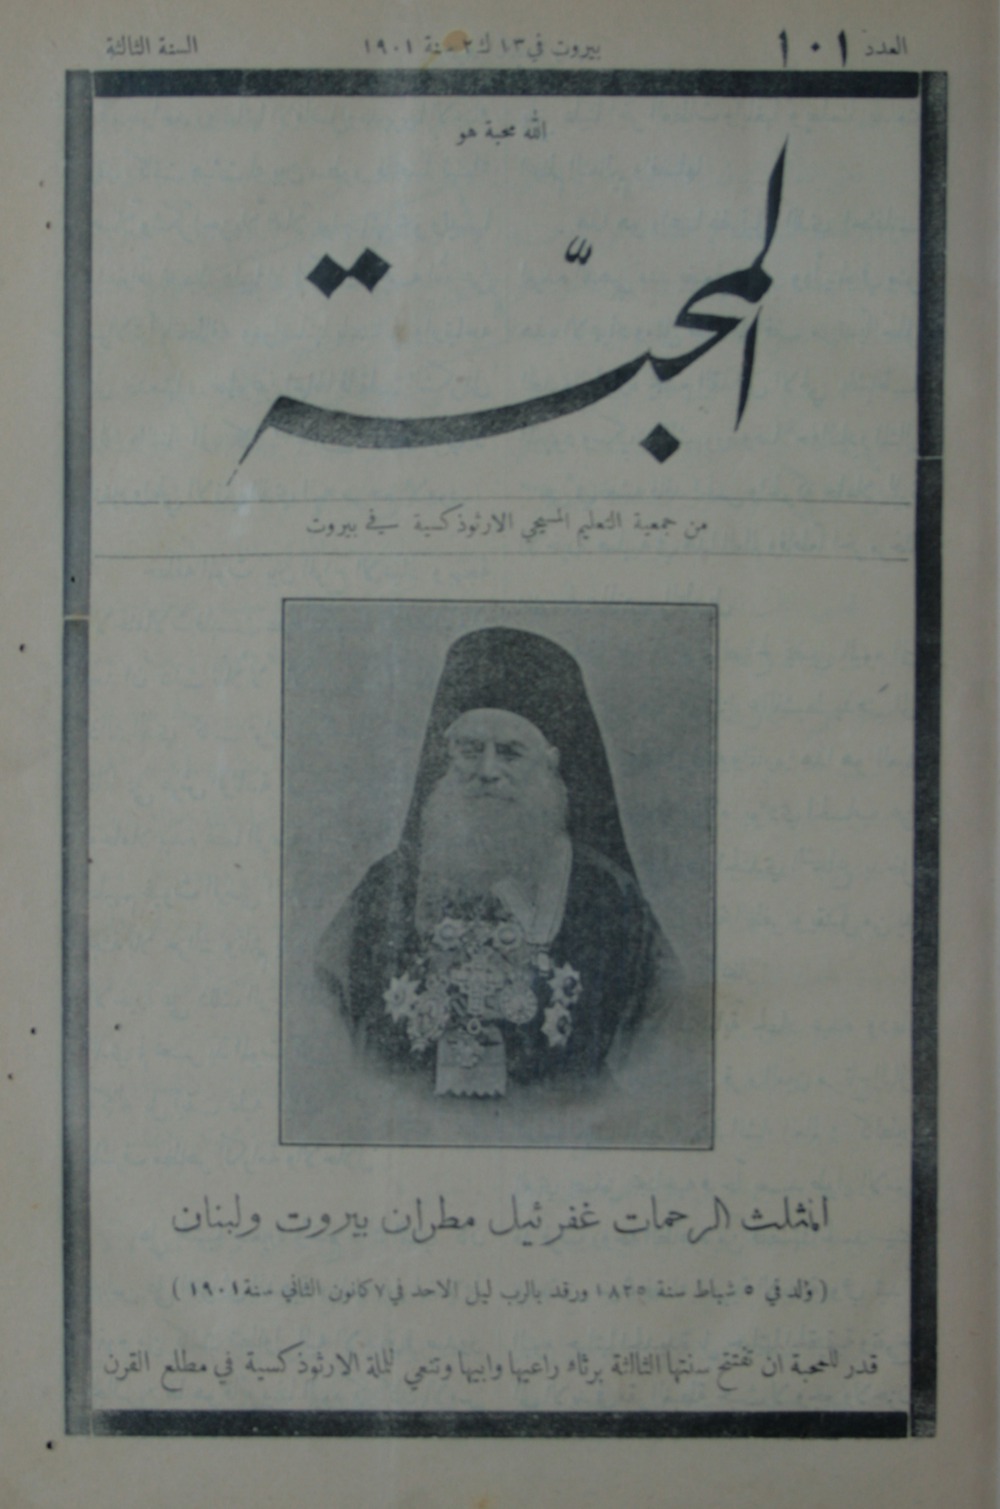 العدد ١٠١
بيروت في ١٣ ك٢ سنة ١٩٠١
السنة الثالثة
الله محبة هو
المحبّة
من جمعية التعليم المسيحي الارثوذكسية في بيروت
المثلث الرحمات غفرئيل مطران بيروت ولبنان
( وُلد في ٥ شباط سنة ١٨٢٥ ورقد بالرب ليل الاحد في ٧ كانون الثاني سنة ١٩٠١ )
قدر للمحبة ان تفتتح سنتها الثالثة برثاء راعيها وابيها وتنعي للملة الارثوذكسية في مطلع القرن